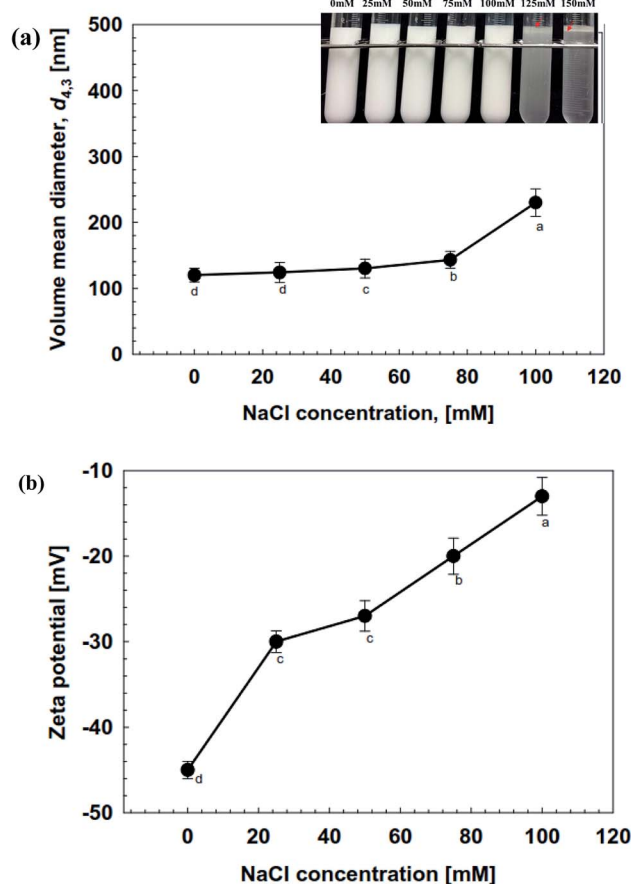 (a)
0mM 25mM 50mM 75mM 100mM 125mM 150mM
Volume mean diameter, d4,3 [nm]
500
400
300
200
100
0
d
d
c
b
a
0 20 40 60 80 100 120
NaCl concentration, [mM]
(b)
Zeta potential [mV]
-10
-20
-30
-40
-50
d
c
c
b
a
0 20 40 60 80 100 120
NaCl concentration [mM]